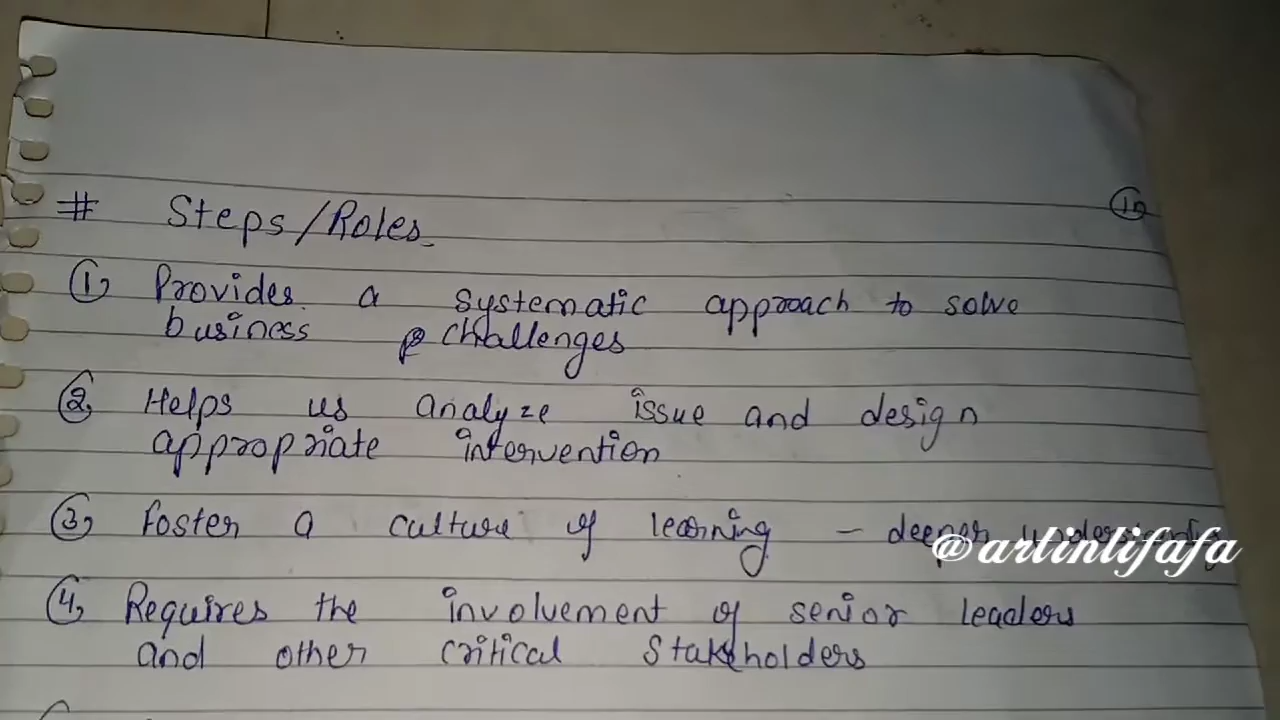 # Steps/Roles
① Provides a systematic approach to solve
business challenges
② Helps us analyze issue and design
appropriate intervention
③ Foster a culture of learning - deeper
@artinlifafa
④ Requires the involvement of senior leaders
and other critical Stakeholders